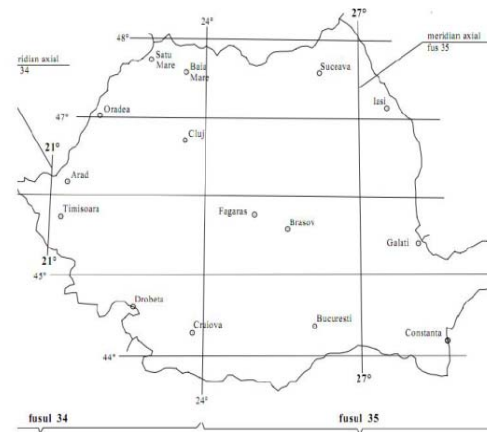 24°
27°
48°
meridian axial
fus 35
ridian axial
34
Satu
Mare
Baia
Mare
Suceava
Oradea
Iasi
47°
Cluj
21°
Arad
Timisoara
Fagaras
Brasov
Galati
21°
45°
Drobeta
Craiova
Bucuresti
Constanta
44°
27°
24°
fusul 34
fusul 35